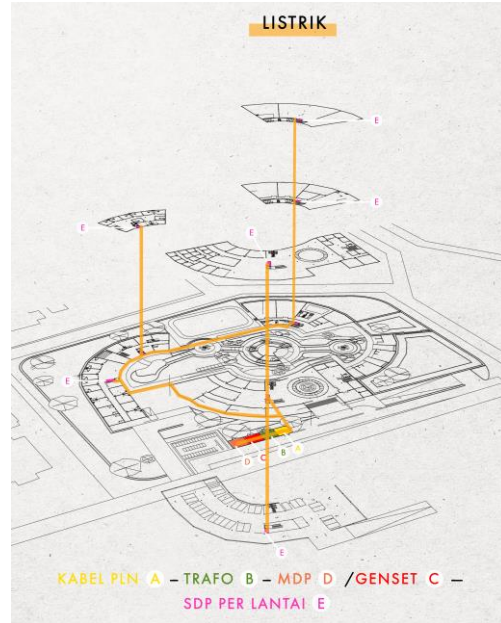 LISTRIK
E
E
E
E
E
D C B A
E
KABEL PLN A – TRAFO B – MDP D / GENSET C –
SDP PER LANTAI E